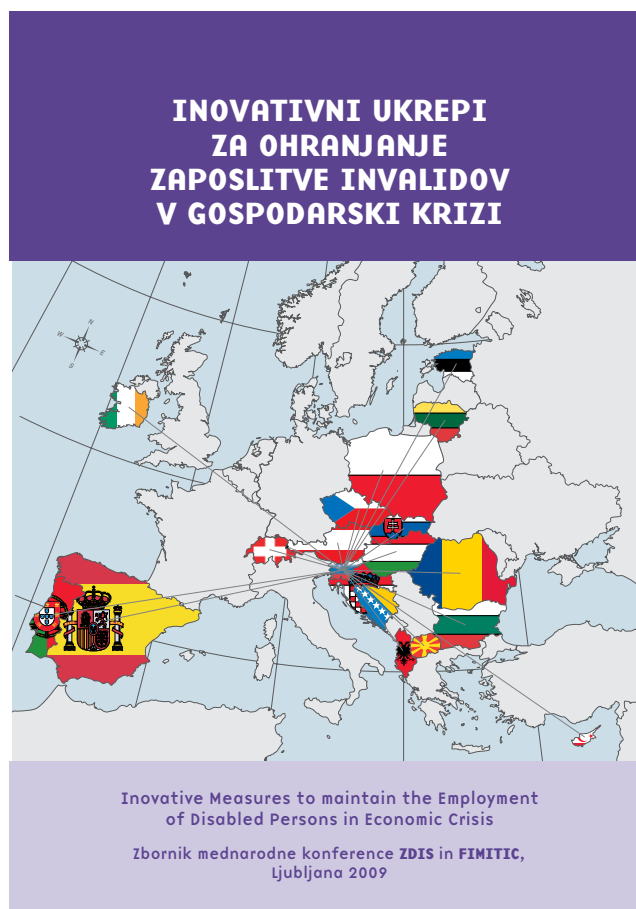 INOVATIVNI UKREPI
ZA OHRANJANJE
ZAPOSLITVE INVALIDOV
V GOSPODARSKI KRIZI
N
W
E
S
Inovative Measures to maintain the Employment
of Disabled Persons in Economic Crisis
Zbornik mednarodne konference ZDIS in FIMITIC,
Ljubljana 2009